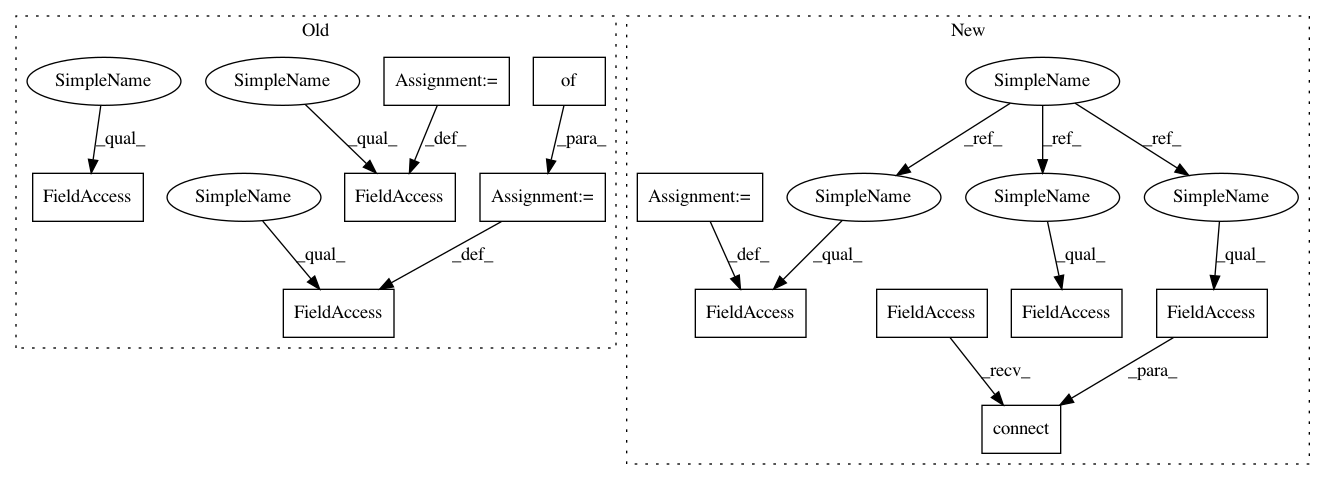 Old
New
SimpleName
SimpleName
Assignment:=
of
SimpleName
_qual_
_qual_
_def_
_para_
_ref_
_ref_
_ref_
FieldAccess
SimpleName
FieldAccess
Assignment:=
Assignment:=
SimpleName
SimpleName
SimpleName
_qual_
_def_
_def_
_qual_
_qual_
_qual_
FieldAccess
FieldAccess
FieldAccess
FieldAccess
FieldAccess
_recv_
_para_
connect